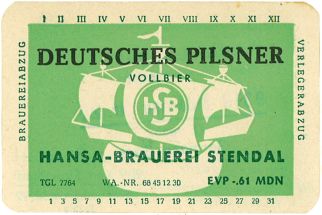 I II III IV V VI VII VIII IX X XI XII
DEUTSCHES PILSNER
VOLLBIER
BRAUEREIABZUG
VERLEGERABZUG
HSB
HANSA-BRAUEREI STENDAL
TGL 7764 WA.-NR. 68 45 12 30 EVP -.61 MDN
1 3 5 7 9 11 13 15 17 19 21 23 25 27 29 31